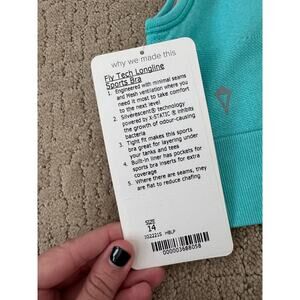 why we made this
Fly Tech Longline
Sports Bra
1. Engineered with minimal seams
and Mesh ventilation where you
need it most to take comfort
to the next level
2. Silverescent® technology
powered by X-STATIC ® inhibits
the growth of odour-causing
bacteria
3. Tight fit makes this sports
bra great for layering under
your tanks and tees
4. Built-in liner has pockets for
sports bra inserts for extra
coverage
5. Where there are seams, they
are flat to reduce chafing
SIZE
14
000003688058